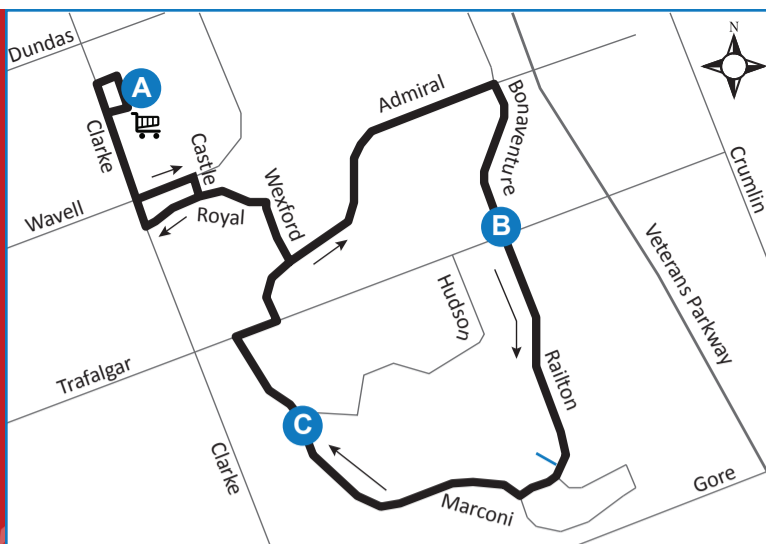 Dundas
N
A
Admiral
Bonaventure
Clarke
Castle
Crumlin
Wexford
Wavell
Royal
B
Veterans Parkway
Hudson
Trafalgar
Railton
C
Clarke
Gore
Marconi